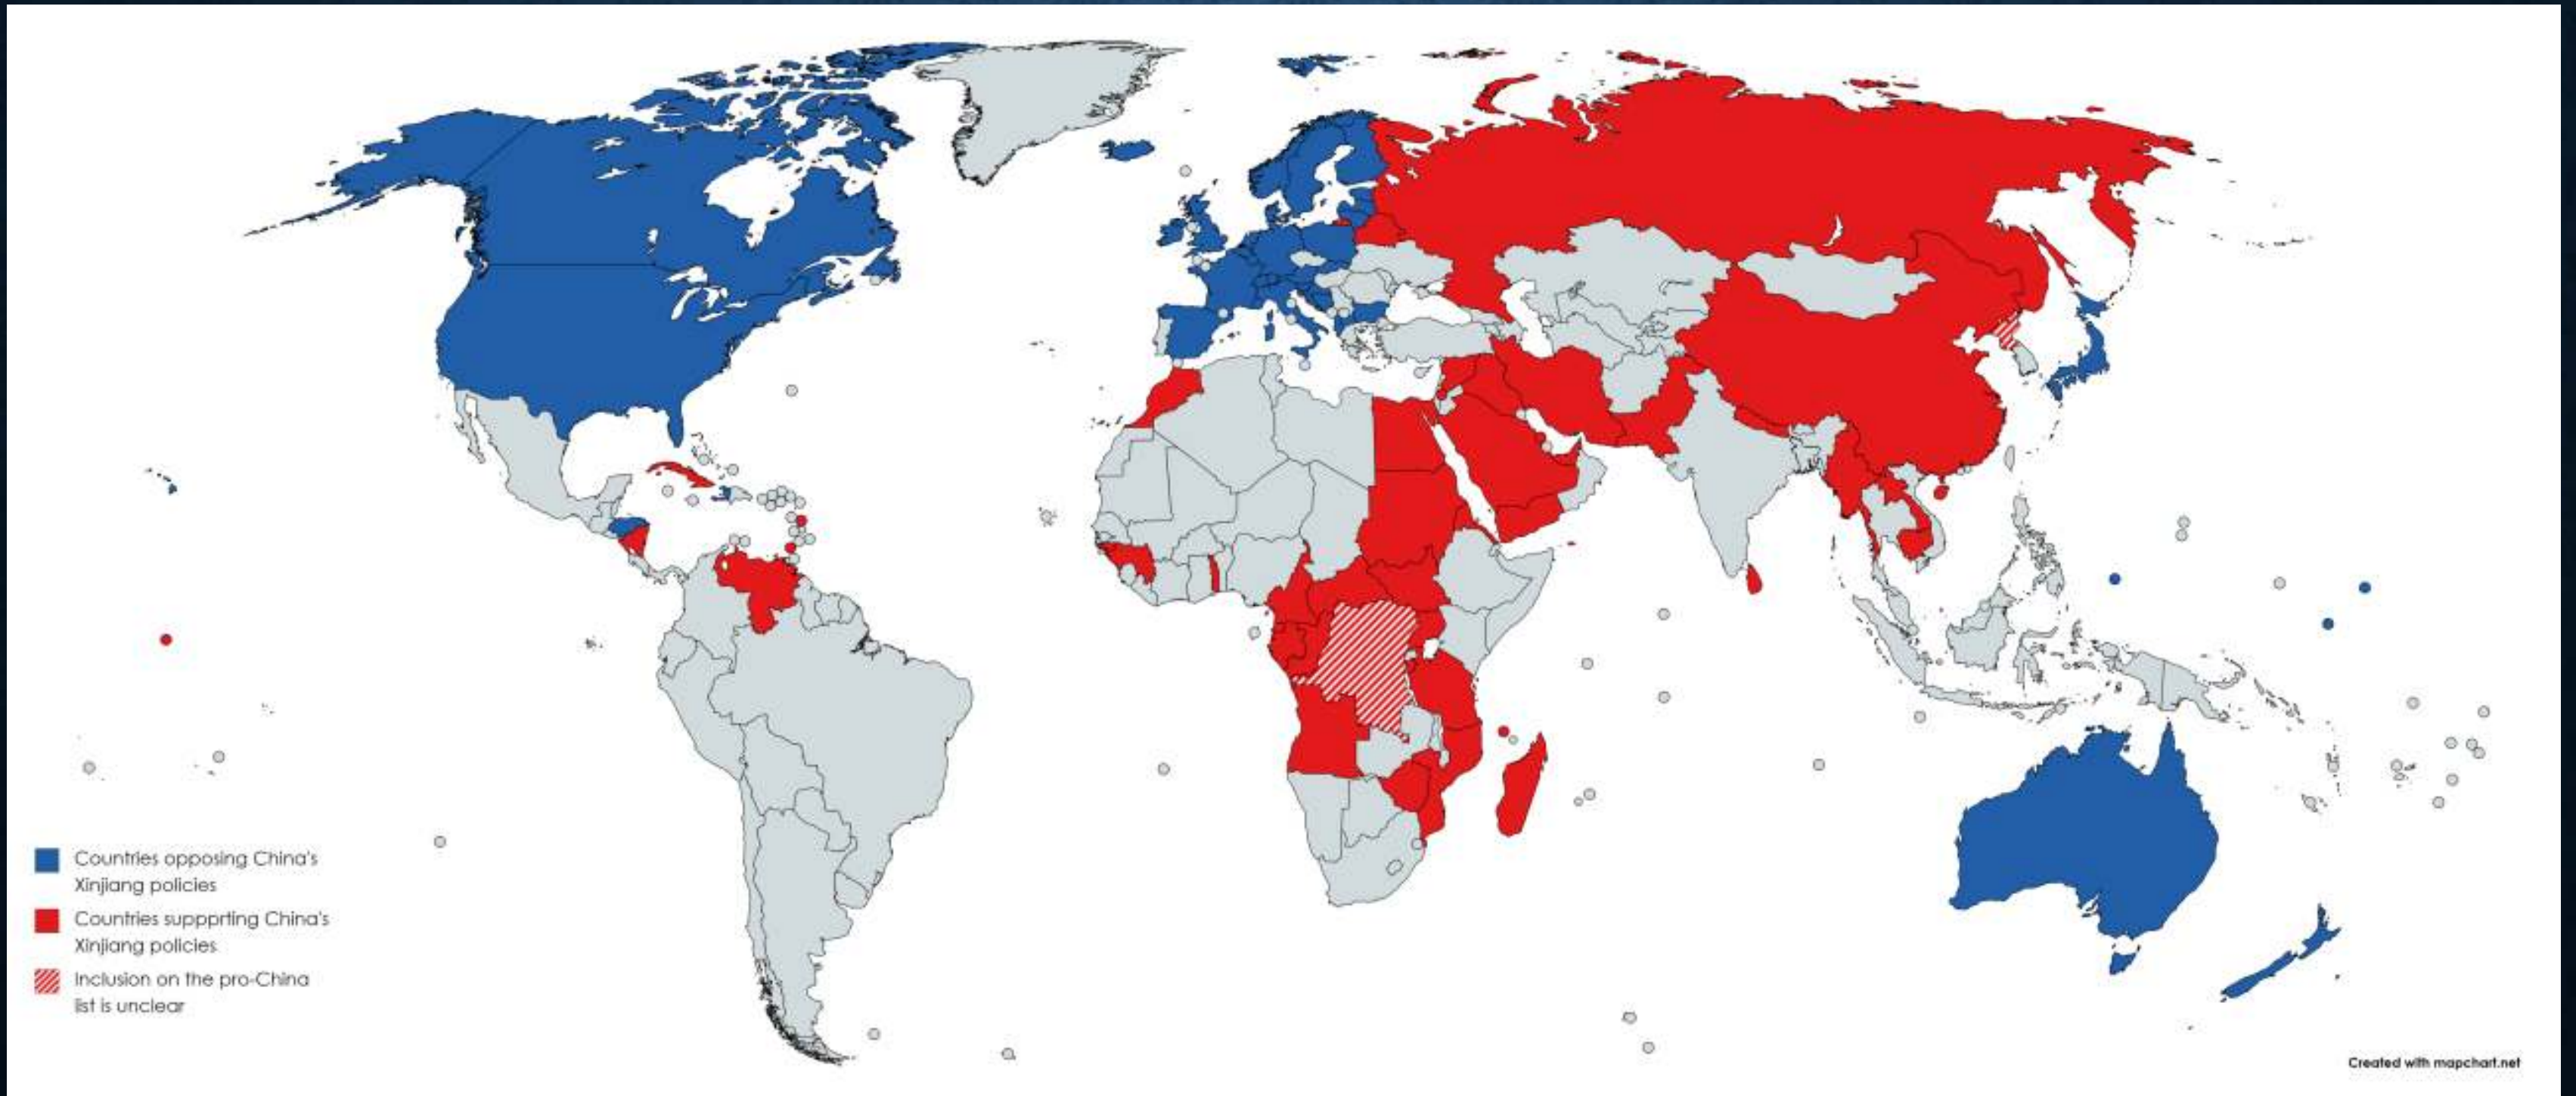 Countries opposing China's
Xinjiang policies
Countries suppprting China's
Xinjiang policies
Inclusion on the pro-China
list is unclear
Created with mapchart.net